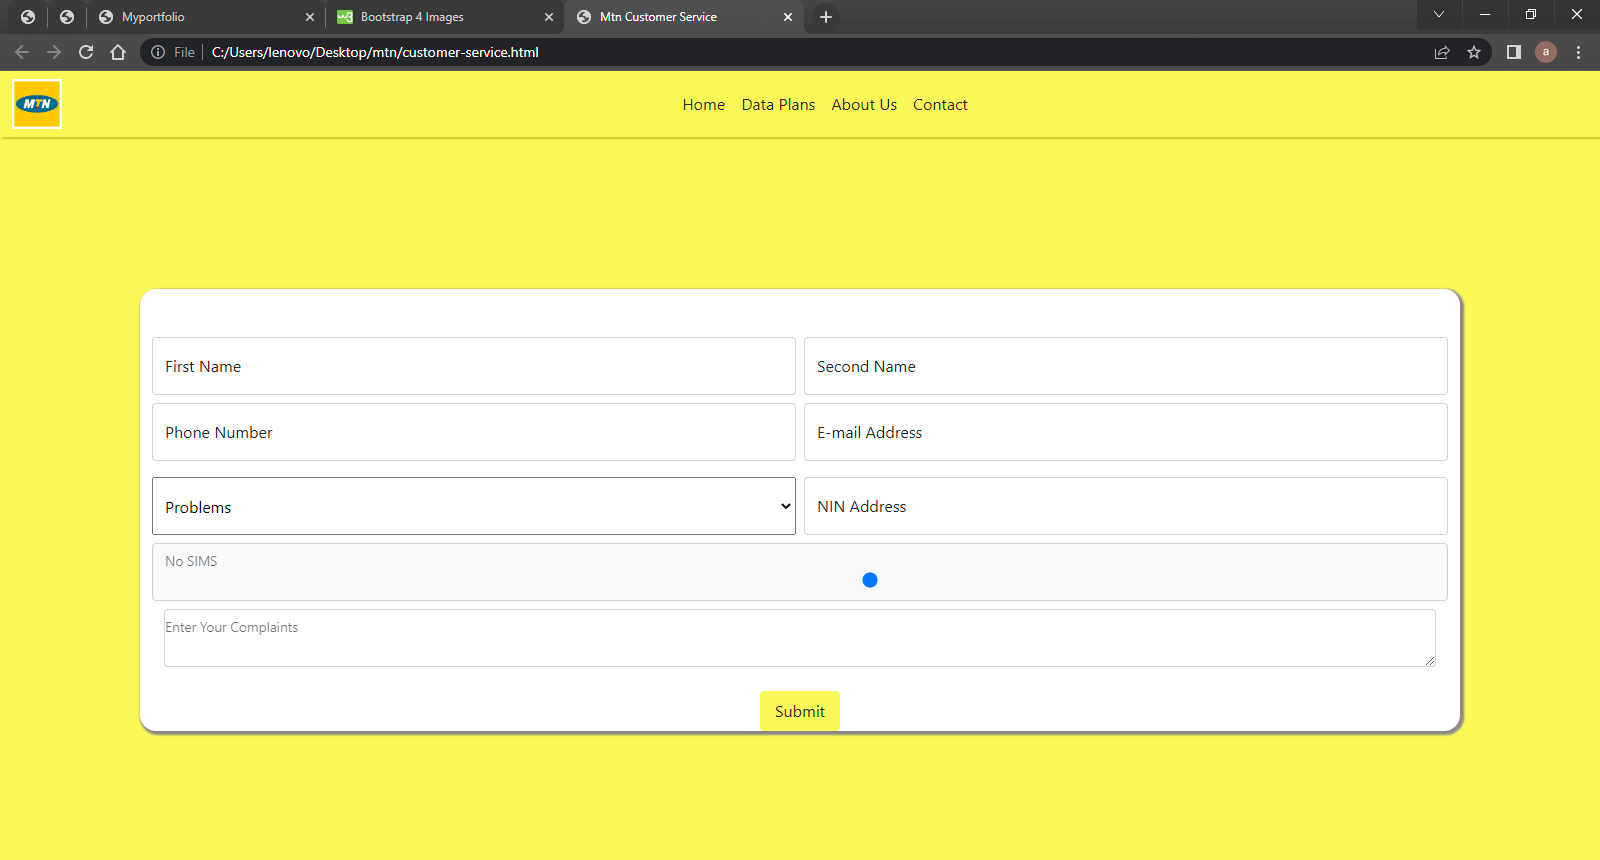 Myportfolio
Bootstrap 4 Images
Mtn Customer Service
File
C:/Users/lenovo/Desktop/mtn/customer-service.html
a
MTN
Home Data Plans About Us Contact
First Name
Second Name
Phone Number
E-mail Address
Problems
NIN Address
No SIMS
Enter Your Complaints
Submit